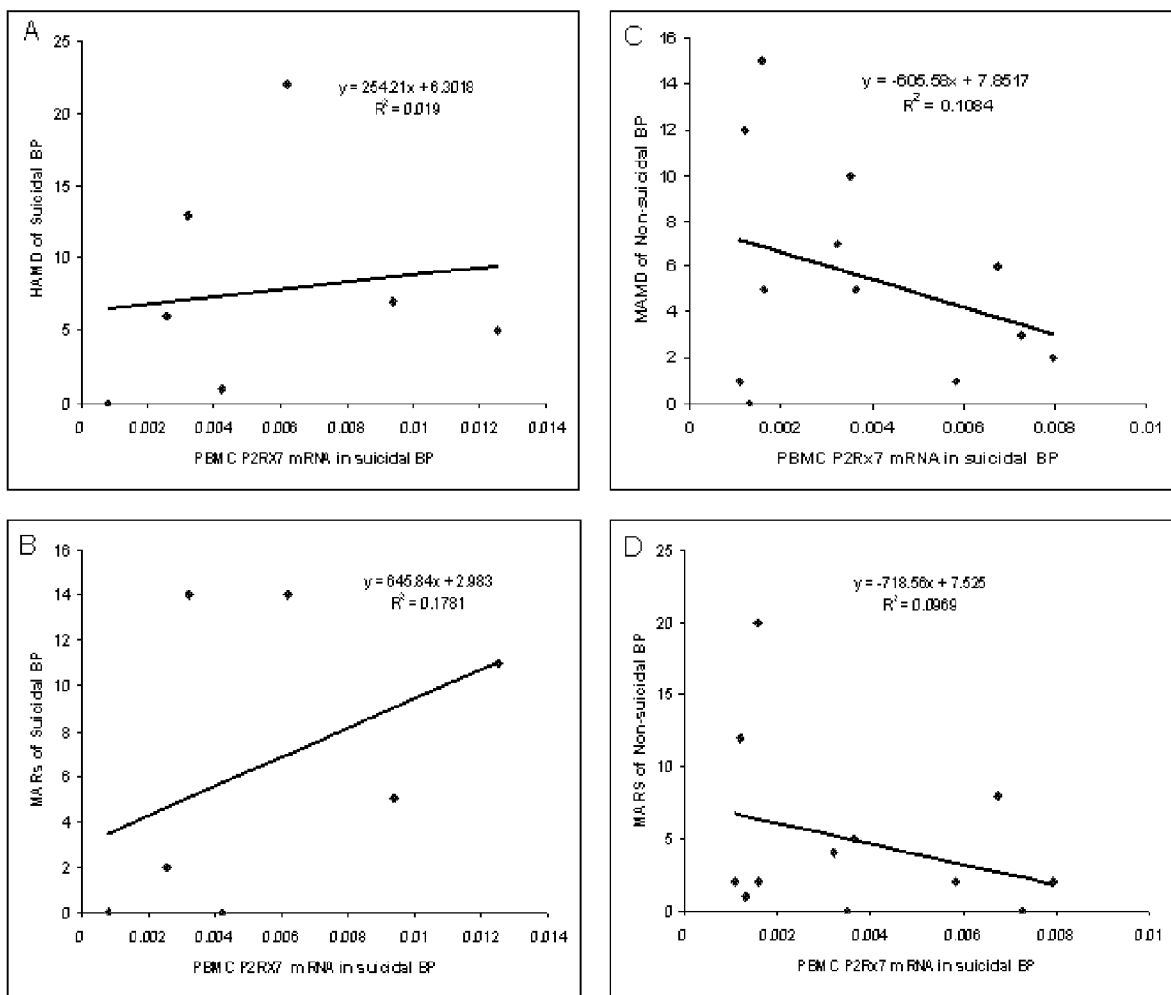 A
25
20
15
10
5
0
HAMD of Suicidal BP
y = 254.21x + 6.3018
R² = 0.019
0 0.002 0.004 0.006 0.008 0.01 0.012 0.014
PBMC P2RX7 mRNA in suicidal BP
C
16
14
12
10
8
6
4
2
0
MAMD of Non-suicidal BP
y = -605.58x + 7.8517
R² = 0.1084
0 0.002 0.004 0.006 0.008 0.01
PBMC P2Rx7 mRNA in suicidal BP
B
16
14
12
10
8
6
4
2
0
MARs of Suicidal BP
y = 645.84x + 2.983
R² = 0.1781
0 0.002 0.004 0.006 0.008 0.01 0.012 0.014
PBMC P2RX7 mRNA in suicidal BP
D
25
20
15
10
5
0
MARS of Non-suicidal BP
y = -718.56x + 7.525
R² = 0.0969
0 0.002 0.004 0.006 0.008 0.01
PBMC P2Rx7 mRNA in suicidal BP